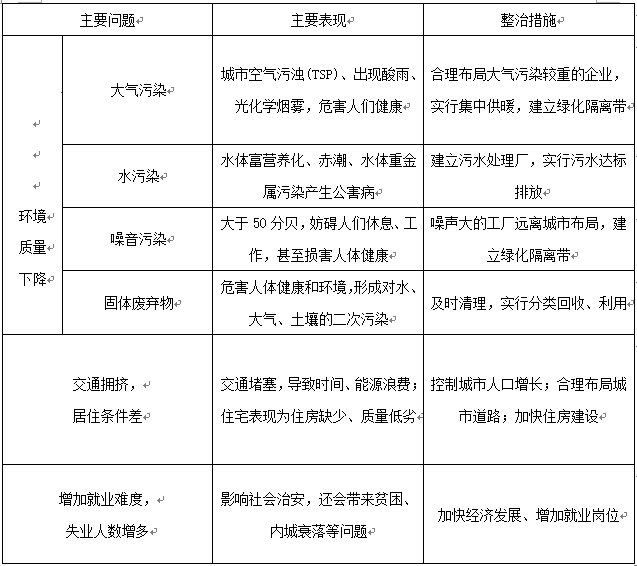 主要问题
主要表现
整治措施
环境
质量
下降
大气污染
城市空气污浊(TSP)、出现酸雨、
光化学烟雾，危害人们健康
合理布局大气污染较重的企业，
实行集中供暖，建立绿化隔离带
水污染
水体富营养化、赤潮、水体重金
属污染产生公害病
建立污水处理厂，实行污水达标
排放
噪音污染
大于50分贝，妨碍人们休息、工
作，甚至损害人体健康
噪声大的工厂远离城市布局，建
立绿化隔离带
固体废弃物
危害人体健康和环境，形成对水、
大气、土壤的二次污染
及时清理，实行分类回收、利用
交通拥挤，
居住条件差
交通堵塞，导致时间、能源浪费；
住宅表现为住房缺少、质量低劣
控制城市人口增长；合理布局城
市道路；加快住房建设
增加就业难度，
失业人数增多
影响社会治安，还会带来贫困、
内城衰落等问题
加快经济发展、增加就业岗位